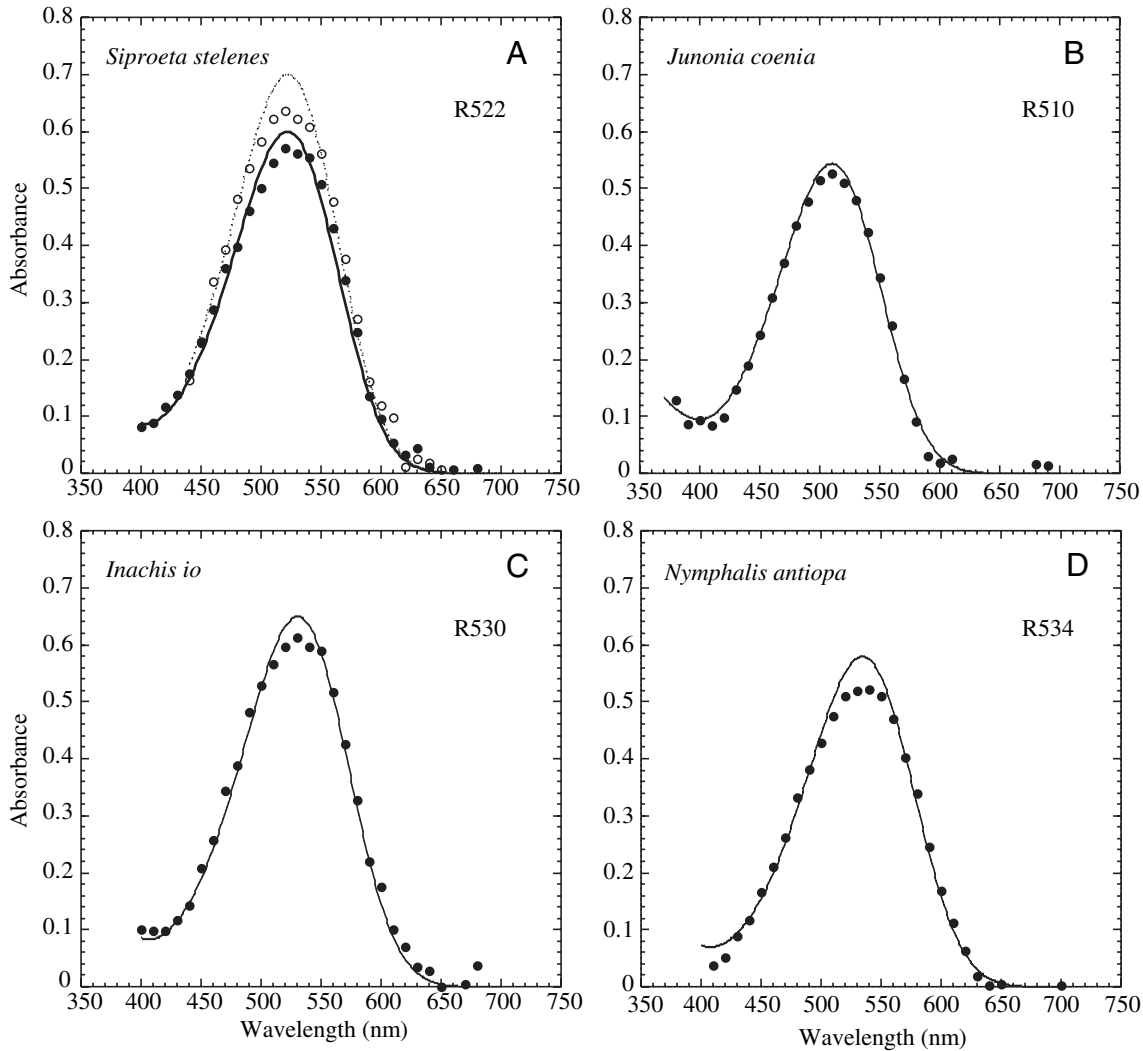 Siproeta stelenes
A
R522
Absorbance
0.8
0.7
0.6
0.5
0.4
0.3
0.2
0.1
0
350 400 450 500 550 600 650 700 750
Junonia coenia
B
R510
0.8
0.7
0.6
0.5
0.4
0.3
0.2
0.1
0
350 400 450 500 550 600 650 700 750
Inachis io
C
R530
Absorbance
0.8
0.7
0.6
0.5
0.4
0.3
0.2
0.1
0
350 400 450 500 550 600 650 700 750
Wavelength (nm)
Nymphalis antiopa
D
R534
0.8
0.7
0.6
0.5
0.4
0.3
0.2
0.1
0
350 400 450 500 550 600 650 700 750
Wavelength (nm)